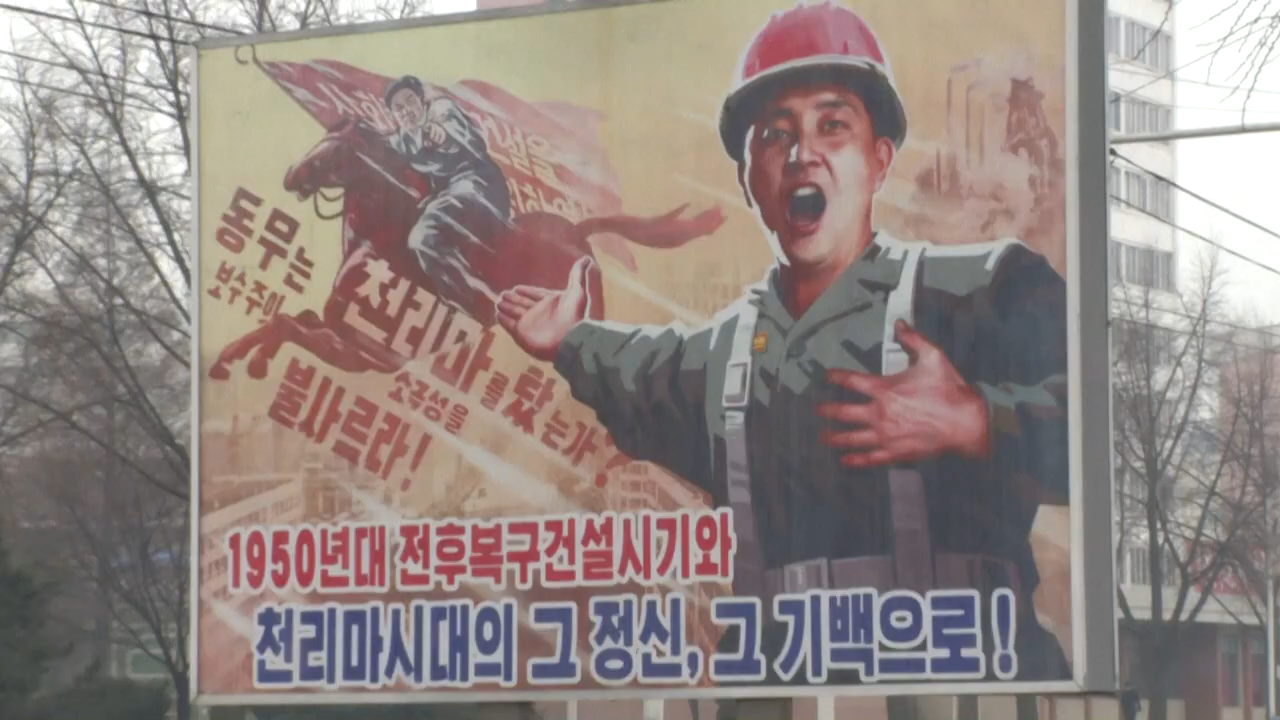 동무는
천리마를 탔는가?
보수주의
소극성을
불사르라!
1950년대 전후복구건설시기와
천리마시대의 그 정신, 그 기백으로!